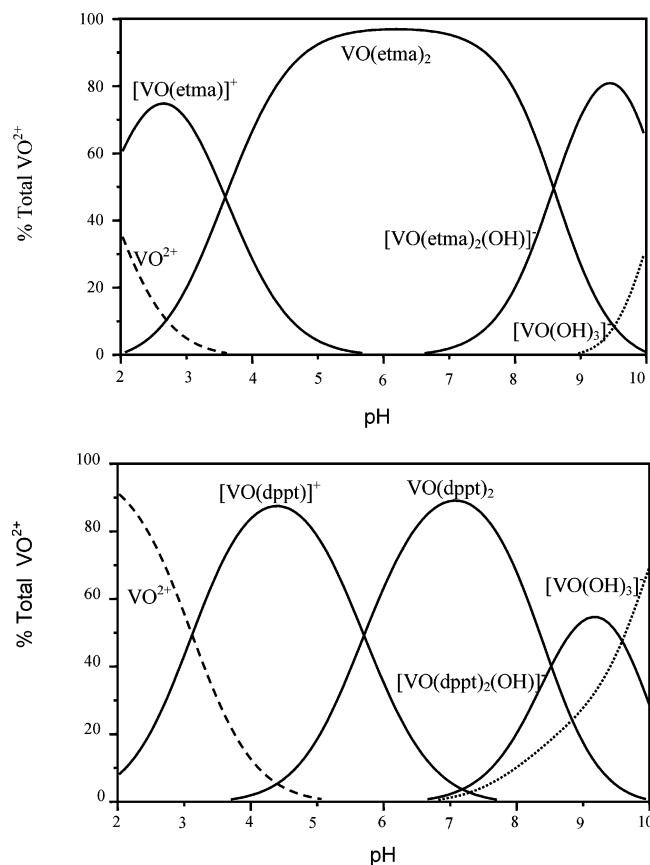 100
VO(etma)₂
80
[VO(etma)]⁺
% Total VO²⁺
60
40
VO²⁺
[VO(etma)₂(OH)]⁻
20
[VO(OH)₃]⁻
0
2 3 4 5 6 7 8 9 10
pH
100
[VO(dppt)]⁺ VO(dppt)₂
80
% Total VO²⁺
VO²⁺
[VO(OH)₃]⁻
60
40
[VO(dppt)₂(OH)]⁻
20
0
2 3 4 5 6 7 8 9 10
pH